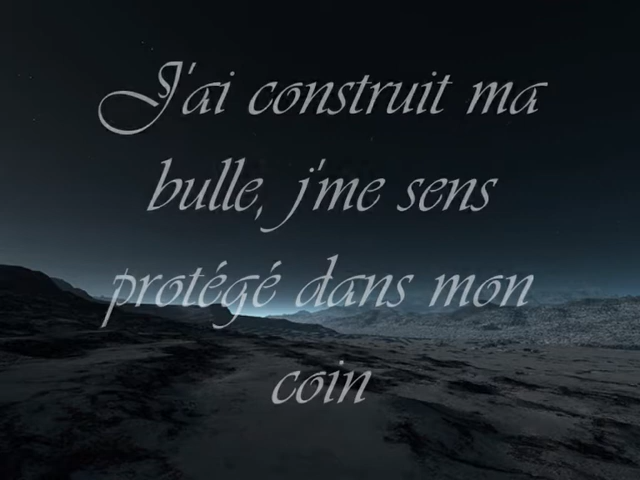 J'ai construit ma
bulle, j'me sens
protégé dans mon
coin